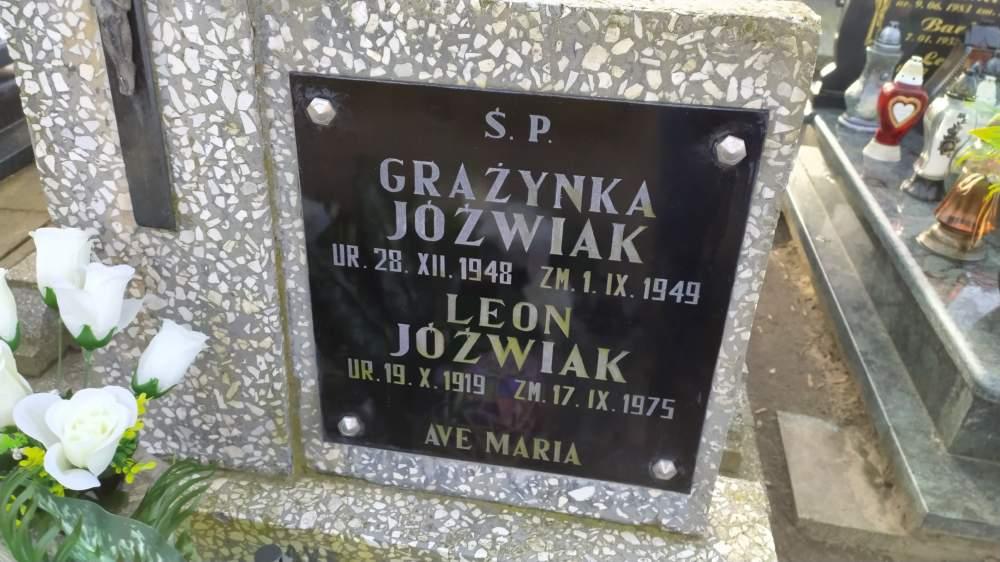 Ś. P.
GRAŻYNKA
JÓŹWIAK
UR. 28. XII. 1948 ZM. 1. IX. 1949
LEON
JÓŹWIAK
UR. 19. X. 1919 ZM. 17. IX. 1975
AVE MARIA